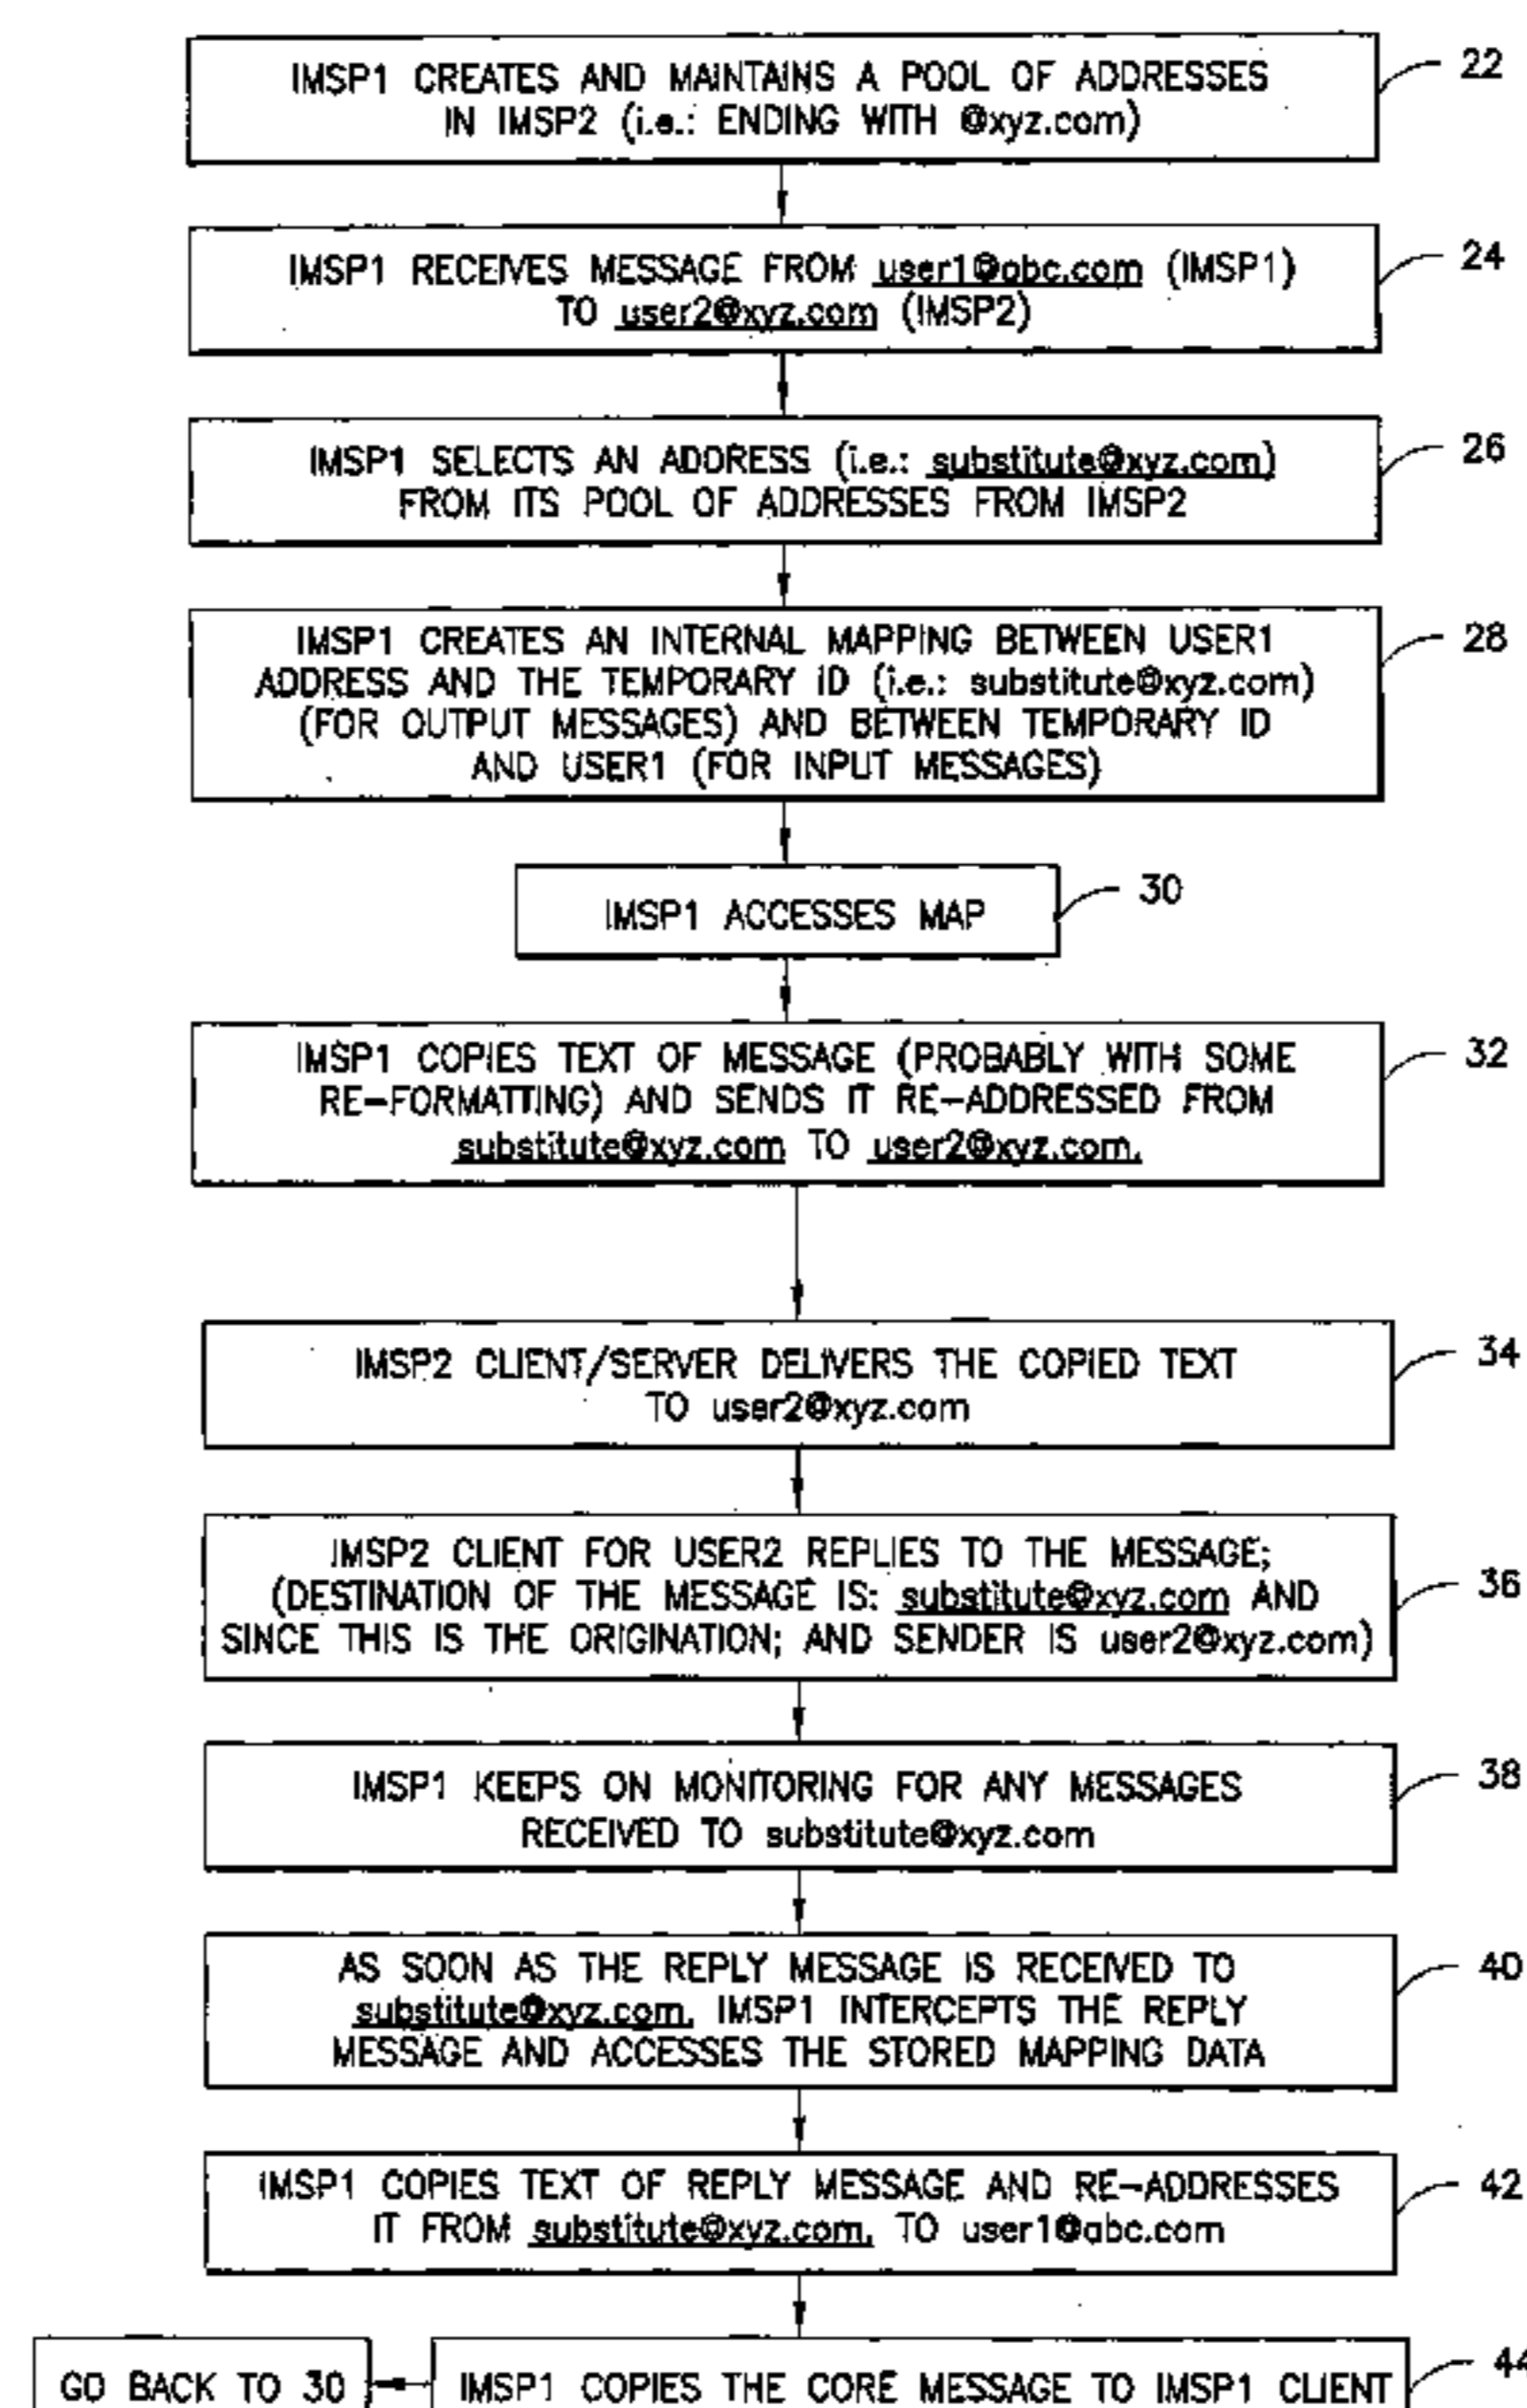 IMSP1 CREATES AND MAINTAINS A POOL OF ADDRESSES
IN IMSP2 (i.e.: ENDING WITH @xyz.com)
22
IMSP1 RECEIVES MESSAGE FROM user1@abc.com (IMSP1)
TO user2@xyz.com (IMSP2)
24
IMSP1 SELECTS AN ADDRESS (i.e.: substitute@xyz.com)
FROM ITS POOL OF ADDRESSES FROM IMSP2
26
IMSP1 CREATES AN INTERNAL MAPPING BETWEEN USER1
ADDRESS AND THE TEMPORARY ID (i.e.: substitute@xyz.com)
(FOR OUTPUT MESSAGES) AND BETWEEN TEMPORARY ID
AND USER1 (FOR INPUT MESSAGES)
28
IMSP1 ACCESSES MAP
30
IMSP1 COPIES TEXT OF MESSAGE (PROBABLY WITH SOME
RE-FORMATTING) AND SENDS IT RE-ADDRESSED FROM
substitute@xyz.com TO user2@xyz.com.
32
IMSP2 CLIENT/SERVER DELIVERS THE COPIED TEXT
TO user2@xyz.com
34
IMSP2 CLIENT FOR USER2 REPLIES TO THE MESSAGE;
(DESTINATION OF THE MESSAGE IS: substitute@xyz.com AND
SINCE THIS IS THE ORIGINATION; AND SENDER IS user2@xyz.com)
36
IMSP1 KEEPS ON MONITORING FOR ANY MESSAGES
RECEIVED TO substitute@xyz.com
38
AS SOON AS THE REPLY MESSAGE IS RECEIVED TO
substitute@xyz.com, IMSP1 INTERCEPTS THE REPLY
MESSAGE AND ACCESSES THE STORED MAPPING DATA
40
IMSP1 COPIES TEXT OF REPLY MESSAGE AND RE-ADDRESSES
IT FROM substitute@xyz.com, TO user1@abc.com
42
GO BACK TO 30
IMSP1 COPIES THE CORE MESSAGE TO IMSP1 CLIENT
44